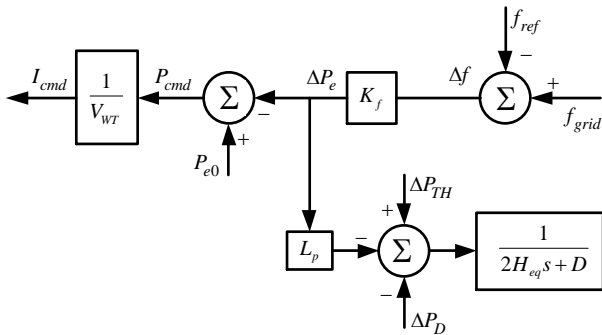 f_ref
I_cmd
1/V_WT
P_cmd
Σ
−
+
P_e0
ΔP_e
K_f
Δf
−
Σ
+
f_grid
ΔP_TH
+
L_p
−
Σ
−
ΔP_D
1/(2H_eq s + D)